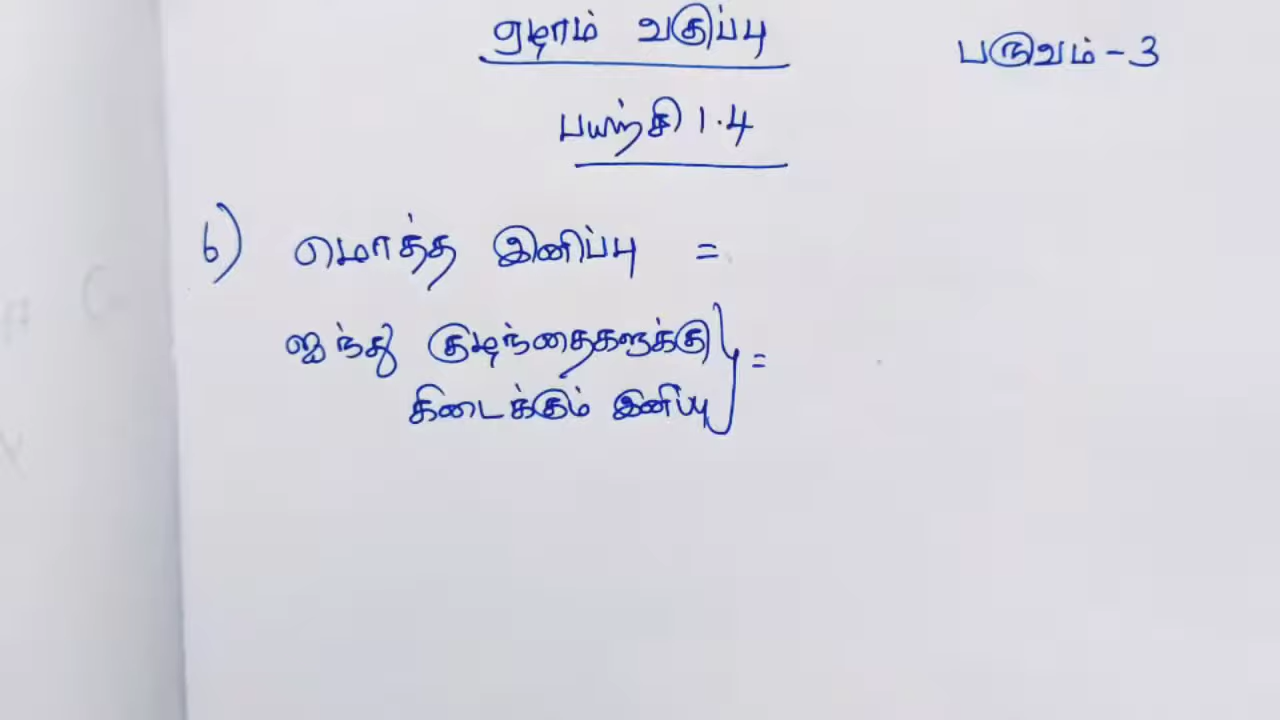 ஏழாம் வகுப்பு
பருவம் - 3
பயிற்சி 1.4
6) மொத்த இனிப்பு =
ஐந்து குழந்தைகளுக்கு
கிடைக்கும் இனிப்பு } =